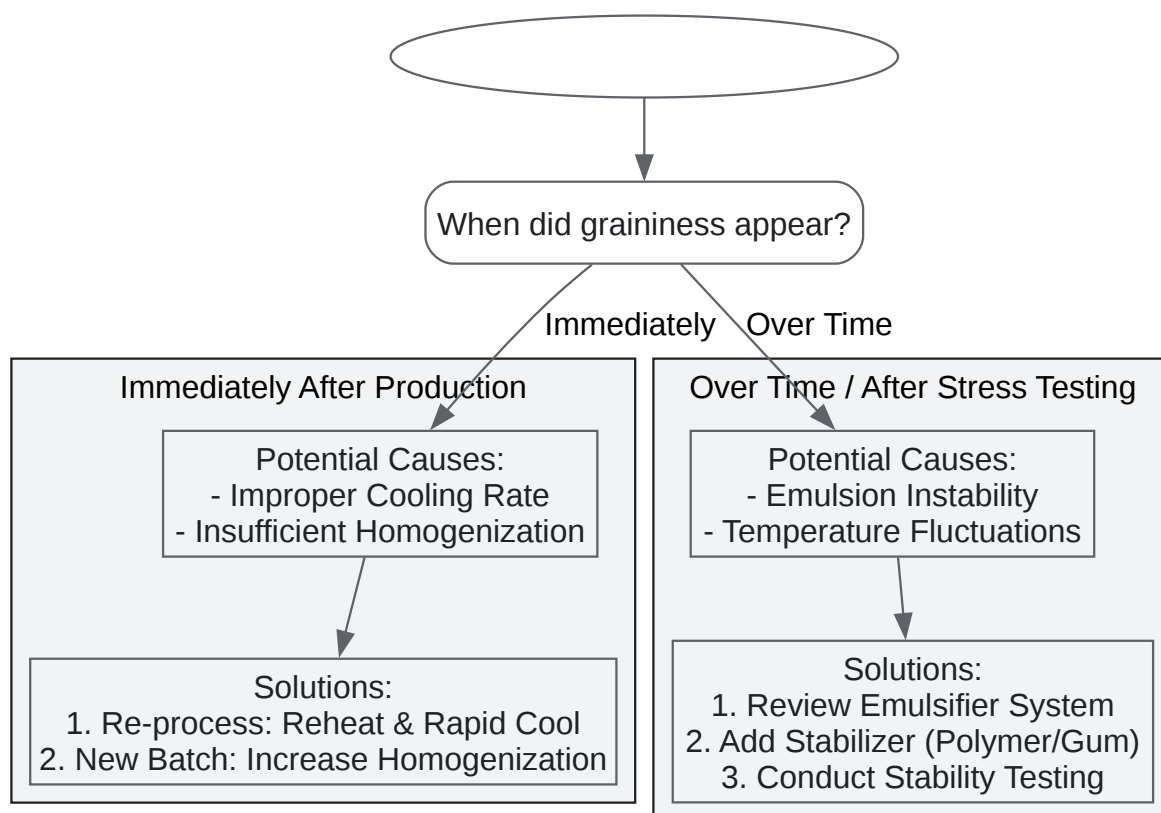 When did graininess appear?
Immediately
Over Time
Immediately After Production
Potential Causes:
- Improper Cooling Rate
- Insufficient Homogenization
Solutions:
1. Re-process: Reheat & Rapid Cool
2. New Batch: Increase Homogenization
Over Time / After Stress Testing
Potential Causes:
- Emulsion Instability
- Temperature Fluctuations
Solutions:
1. Review Emulsifier System
2. Add Stabilizer (Polymer/Gum)
3. Conduct Stability Testing